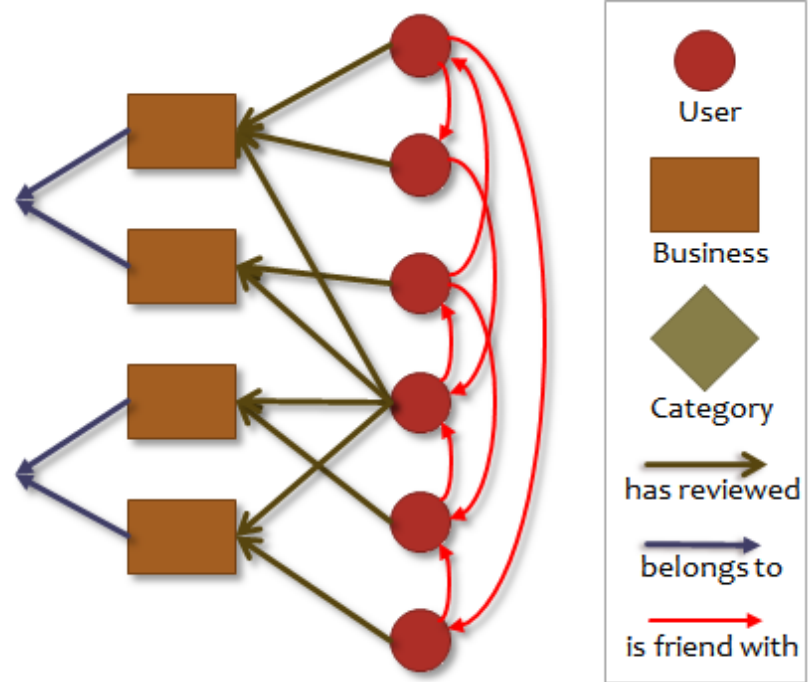 User
Business
Category
has reviewed
belongs to
is friend with